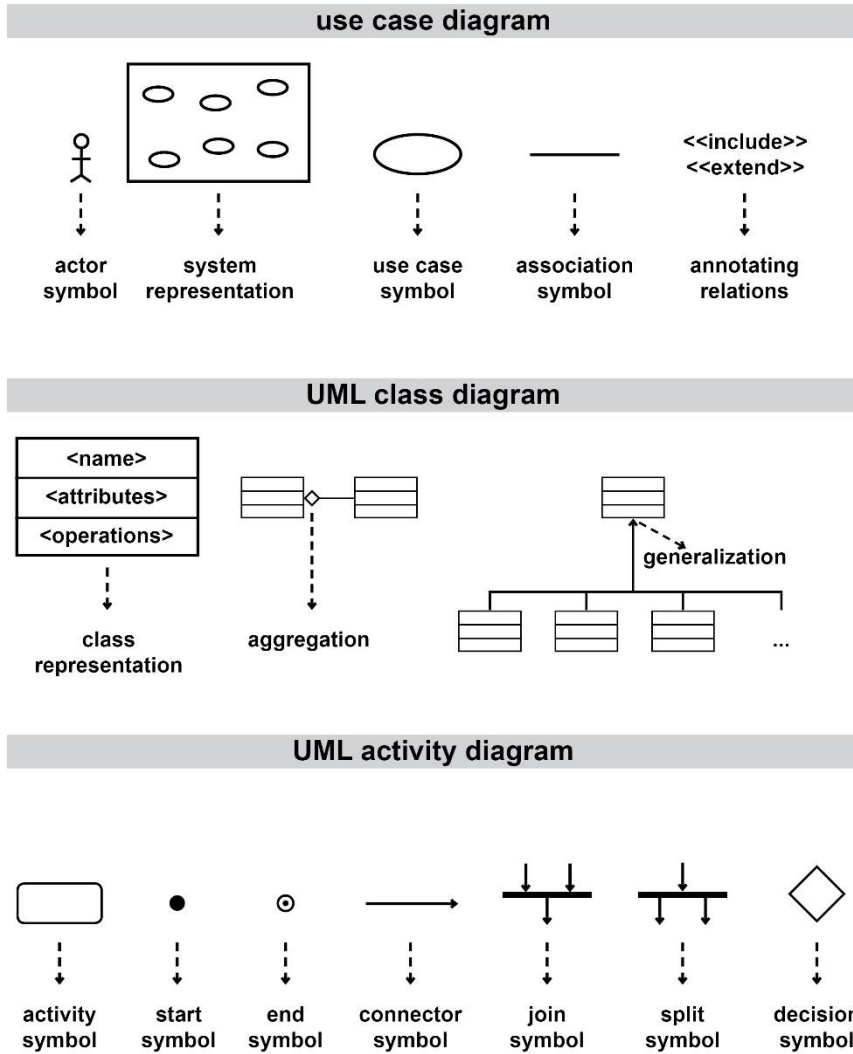 use case diagram
<<include>>
<<extend>>
actor
symbol
system
representation
use case
symbol
association
symbol
annotating
relations
UML class diagram
<name>
<attributes>
<operations>
generalization
class
representation
aggregation
...
UML activity diagram
activity
symbol
start
symbol
end
symbol
connector
symbol
join
symbol
split
symbol
decision
symbol